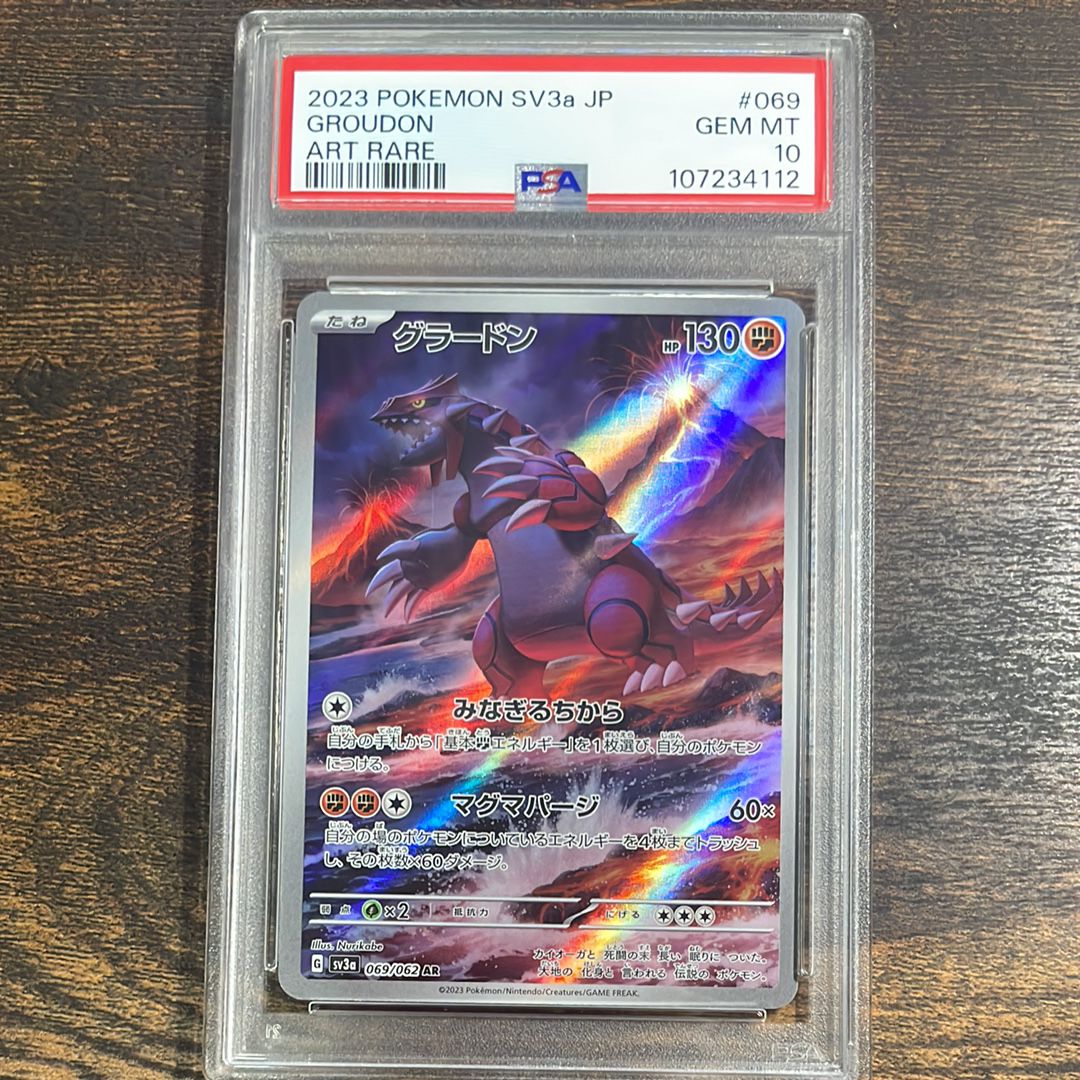 2023 POKEMON SV3a JP #069
GROUDON GEM MT
ART RARE 10
PSA 107234112
たね グラードン HP 130
みなぎるちから
自分の手札から「基本エネルギー」を1枚選び、自分のポケモン
につける。
マグマパージ 60×
自分の場のポケモンについているエネルギーを4枚までトラッシュ
し、その枚数×60ダメージ。
弱点 ×2 抵抗力 にげる
Illus. Nurikabe
カイオーガと 死闘の末 長い 眠りに ついた。
G sv3a 069/062 AR
大地の 化身と 言われる 伝説の ポケモン。
©2023 Pokémon/Nintendo/Creatures/GAME FREAK.
PSA